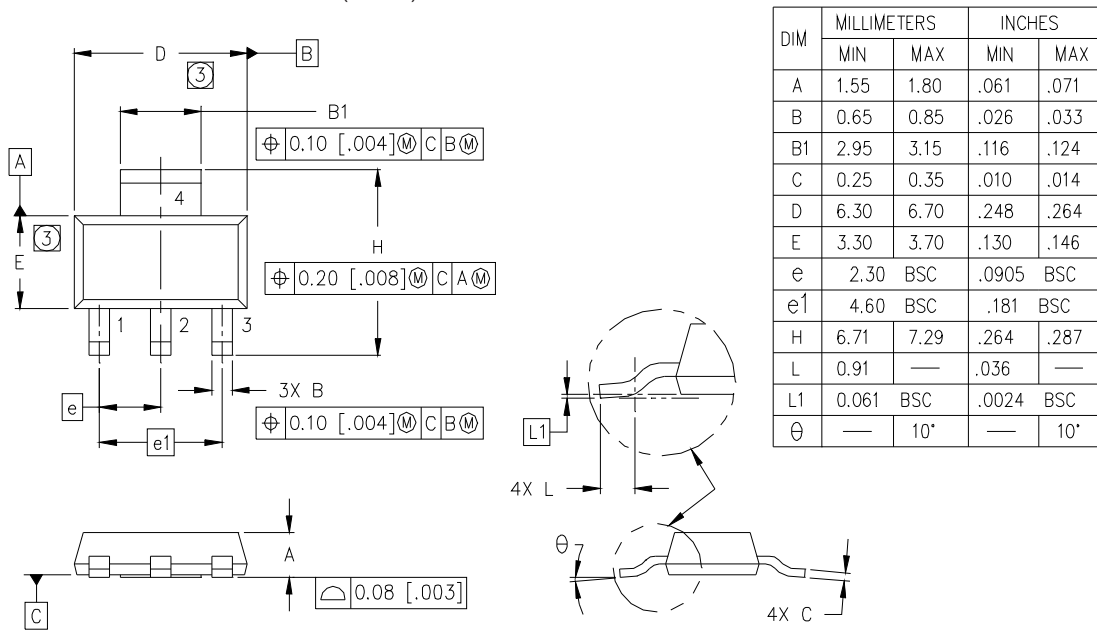 D
B
3
B1
⌖ 0.10 [.004]Ⓜ C BⓂ
A
4
3
E
H
⌖ 0.20 [.008]Ⓜ C AⓂ
1 2 3
3X B
e
⌖ 0.10 [.004]Ⓜ C BⓂ
e1
L1
4X L
A
θ
⌓ 0.08 [.003]
C
4X C
DIM MILLIMETERS INCHES
MIN MAX MIN MAX
A 1.55 1.80 .061 .071
B 0.65 0.85 .026 .033
B1 2.95 3.15 .116 .124
C 0.25 0.35 .010 .014
D 6.30 6.70 .248 .264
E 3.30 3.70 .130 .146
e 2.30 BSC .0905 BSC
e1 4.60 BSC .181 BSC
H 6.71 7.29 .264 .287
L 0.91 — .036 —
L1 0.061 BSC .0024 BSC
θ — 10° — 10°